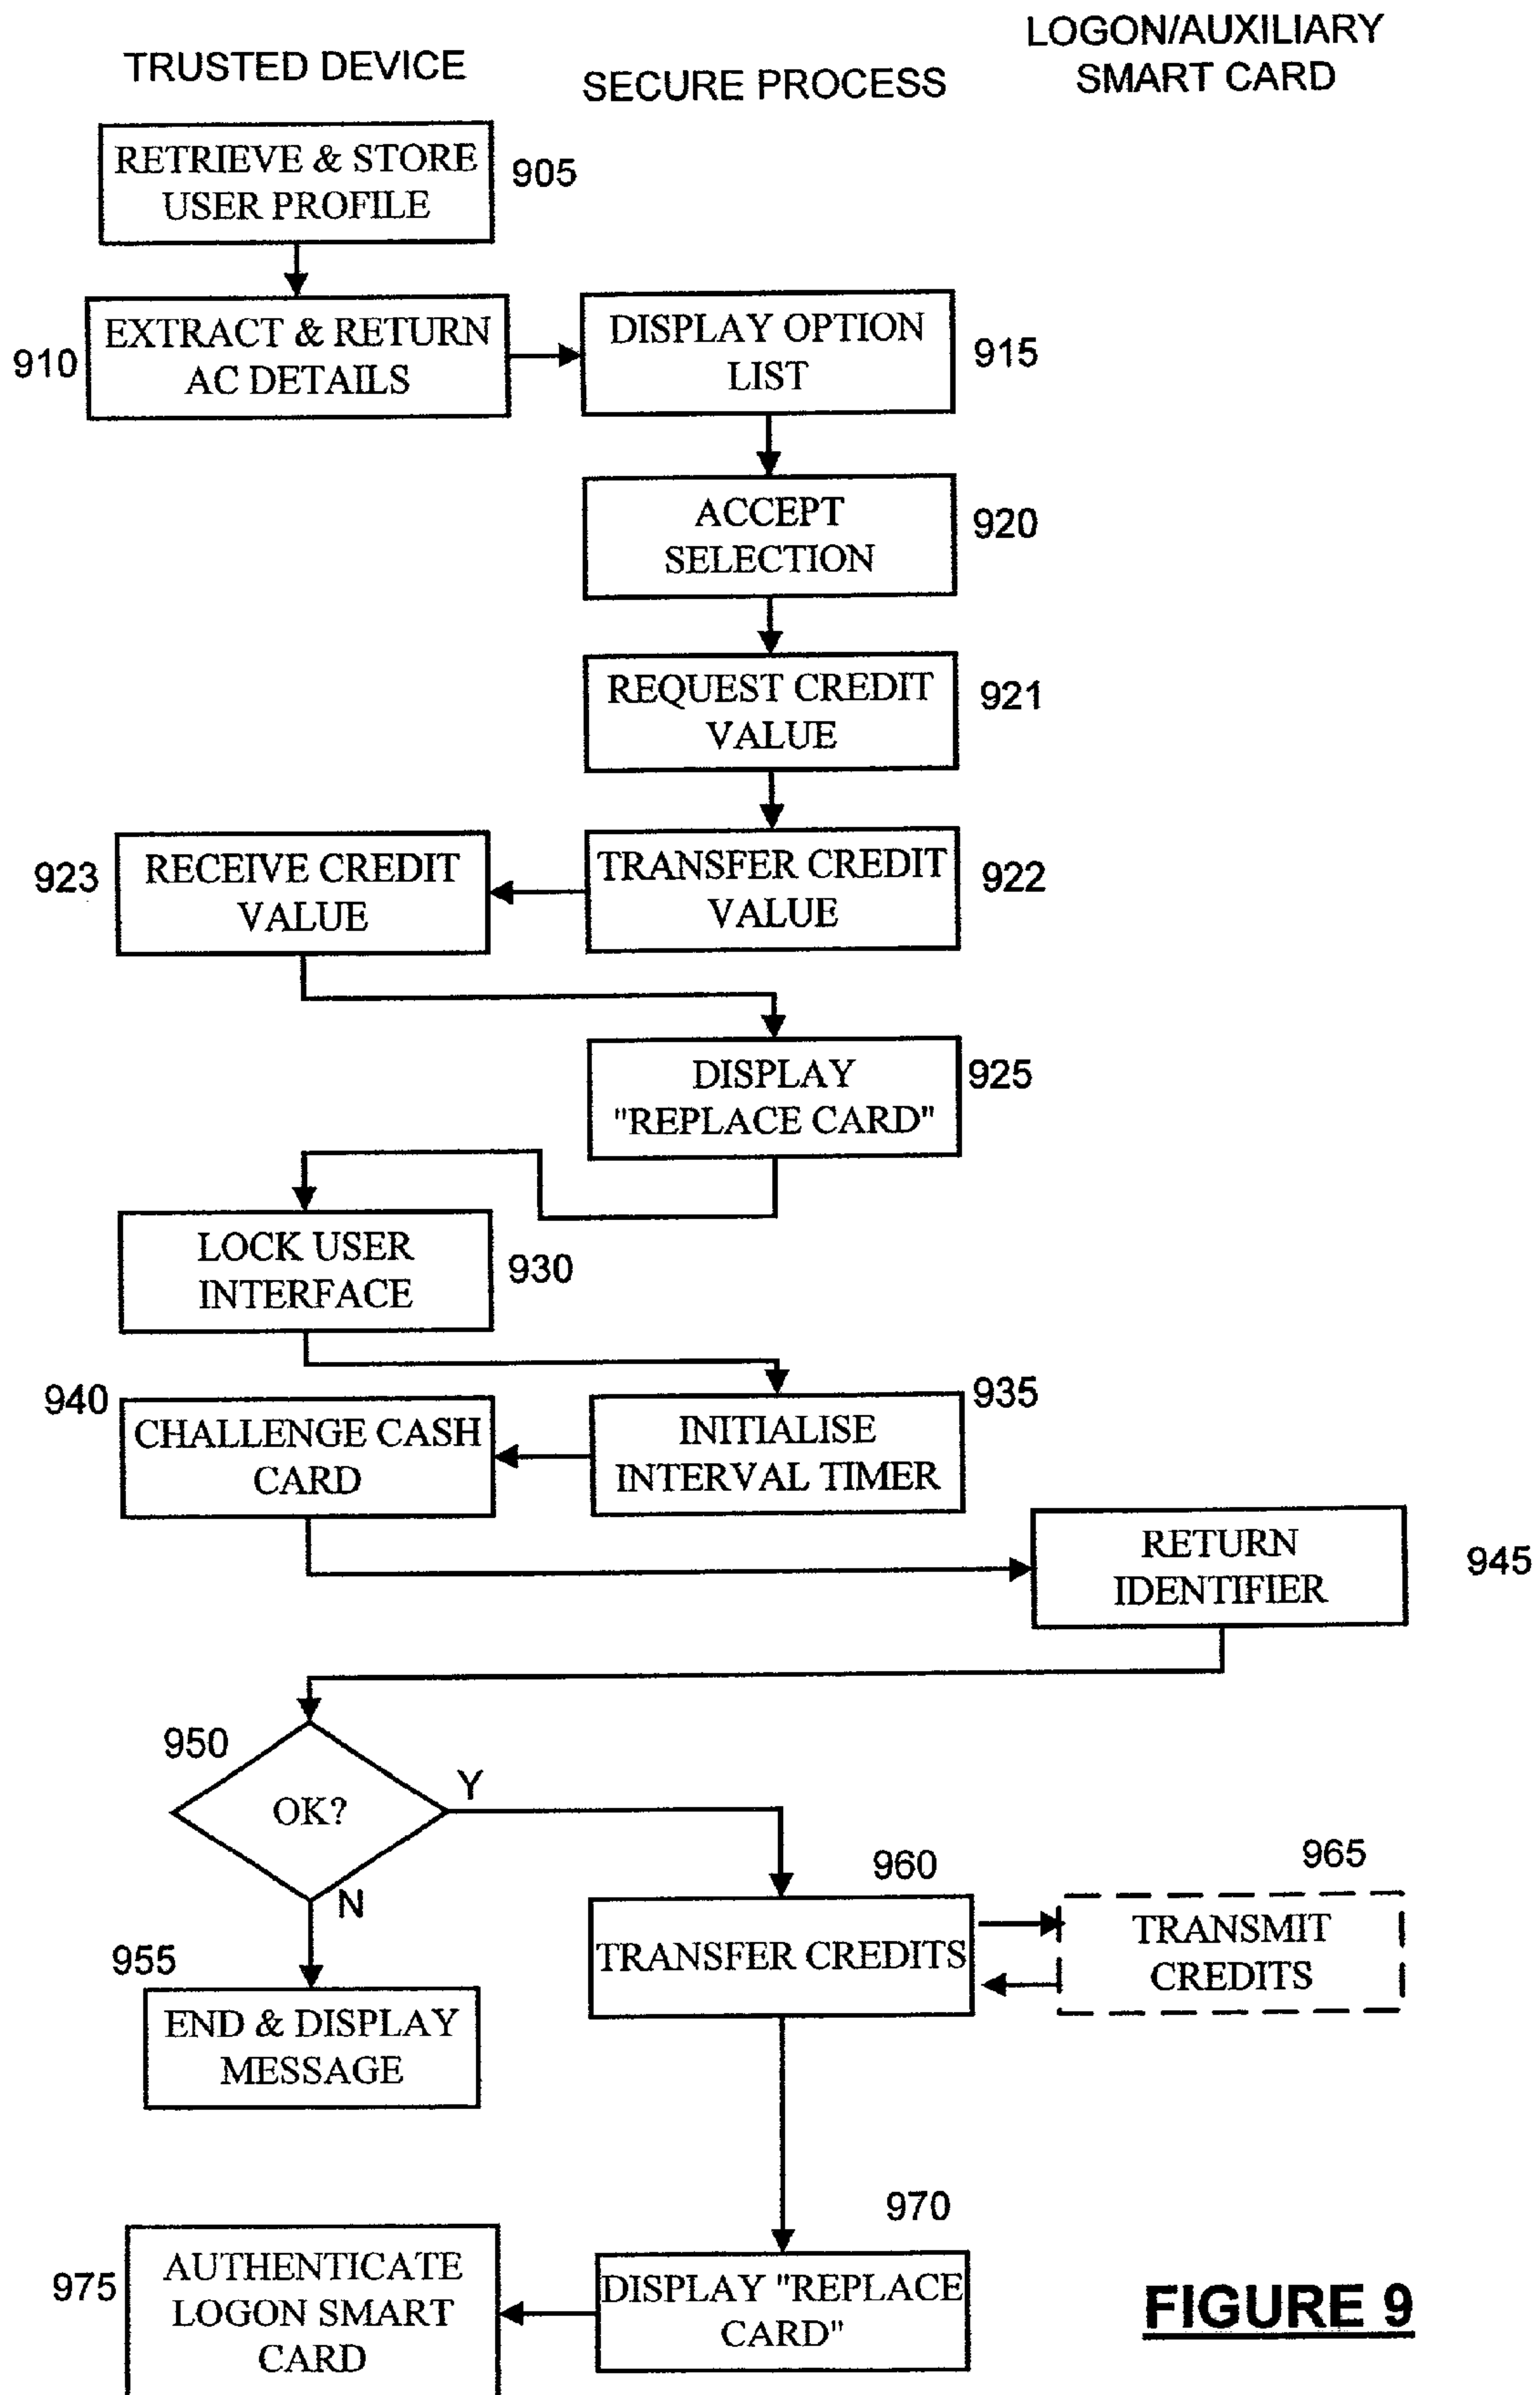 LOGON/AUXILIARY
SMART CARD
TRUSTED DEVICE
SECURE PROCESS
RETRIEVE & STORE
USER PROFILE
905
910
EXTRACT & RETURN
AC DETAILS
DISPLAY OPTION
LIST
915
ACCEPT
SELECTION
920
REQUEST CREDIT
VALUE
921
923
RECEIVE CREDIT
VALUE
TRANSFER CREDIT
VALUE
922
DISPLAY
"REPLACE CARD"
925
LOCK USER
INTERFACE
930
940
CHALLENGE CASH
CARD
INITIALISE
INTERVAL TIMER
935
RETURN
IDENTIFIER
945
950
OK?
Y
N
960
TRANSFER CREDITS
965
TRANSMIT
CREDITS
955
END & DISPLAY
MESSAGE
970
DISPLAY "REPLACE
CARD"
975
AUTHENTICATE
LOGON SMART
CARD
FIGURE 9